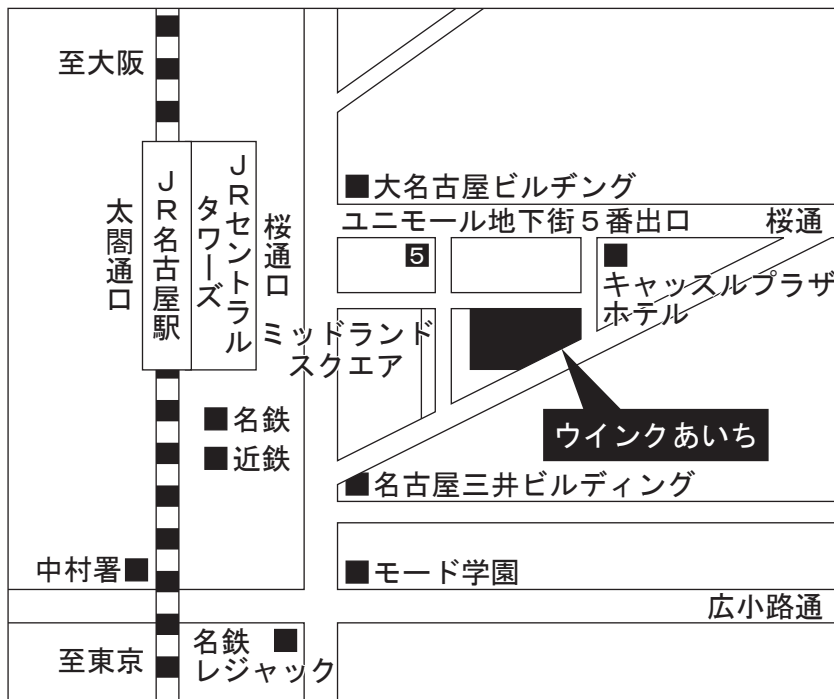 至大阪
■大名古屋ビルヂング
ユニモール地下街5番出口
桜通
太閤通口
JR名古屋駅
JRセントラル
タワーズ
桜通口
5
キャッスルプラザ
ホテル
ミッドランド
スクエア
■名鉄
■近鉄
ウインクあいち
■名古屋三井ビルディング
中村署■
■モード学園
広小路通
至東京
名鉄■
レジャック